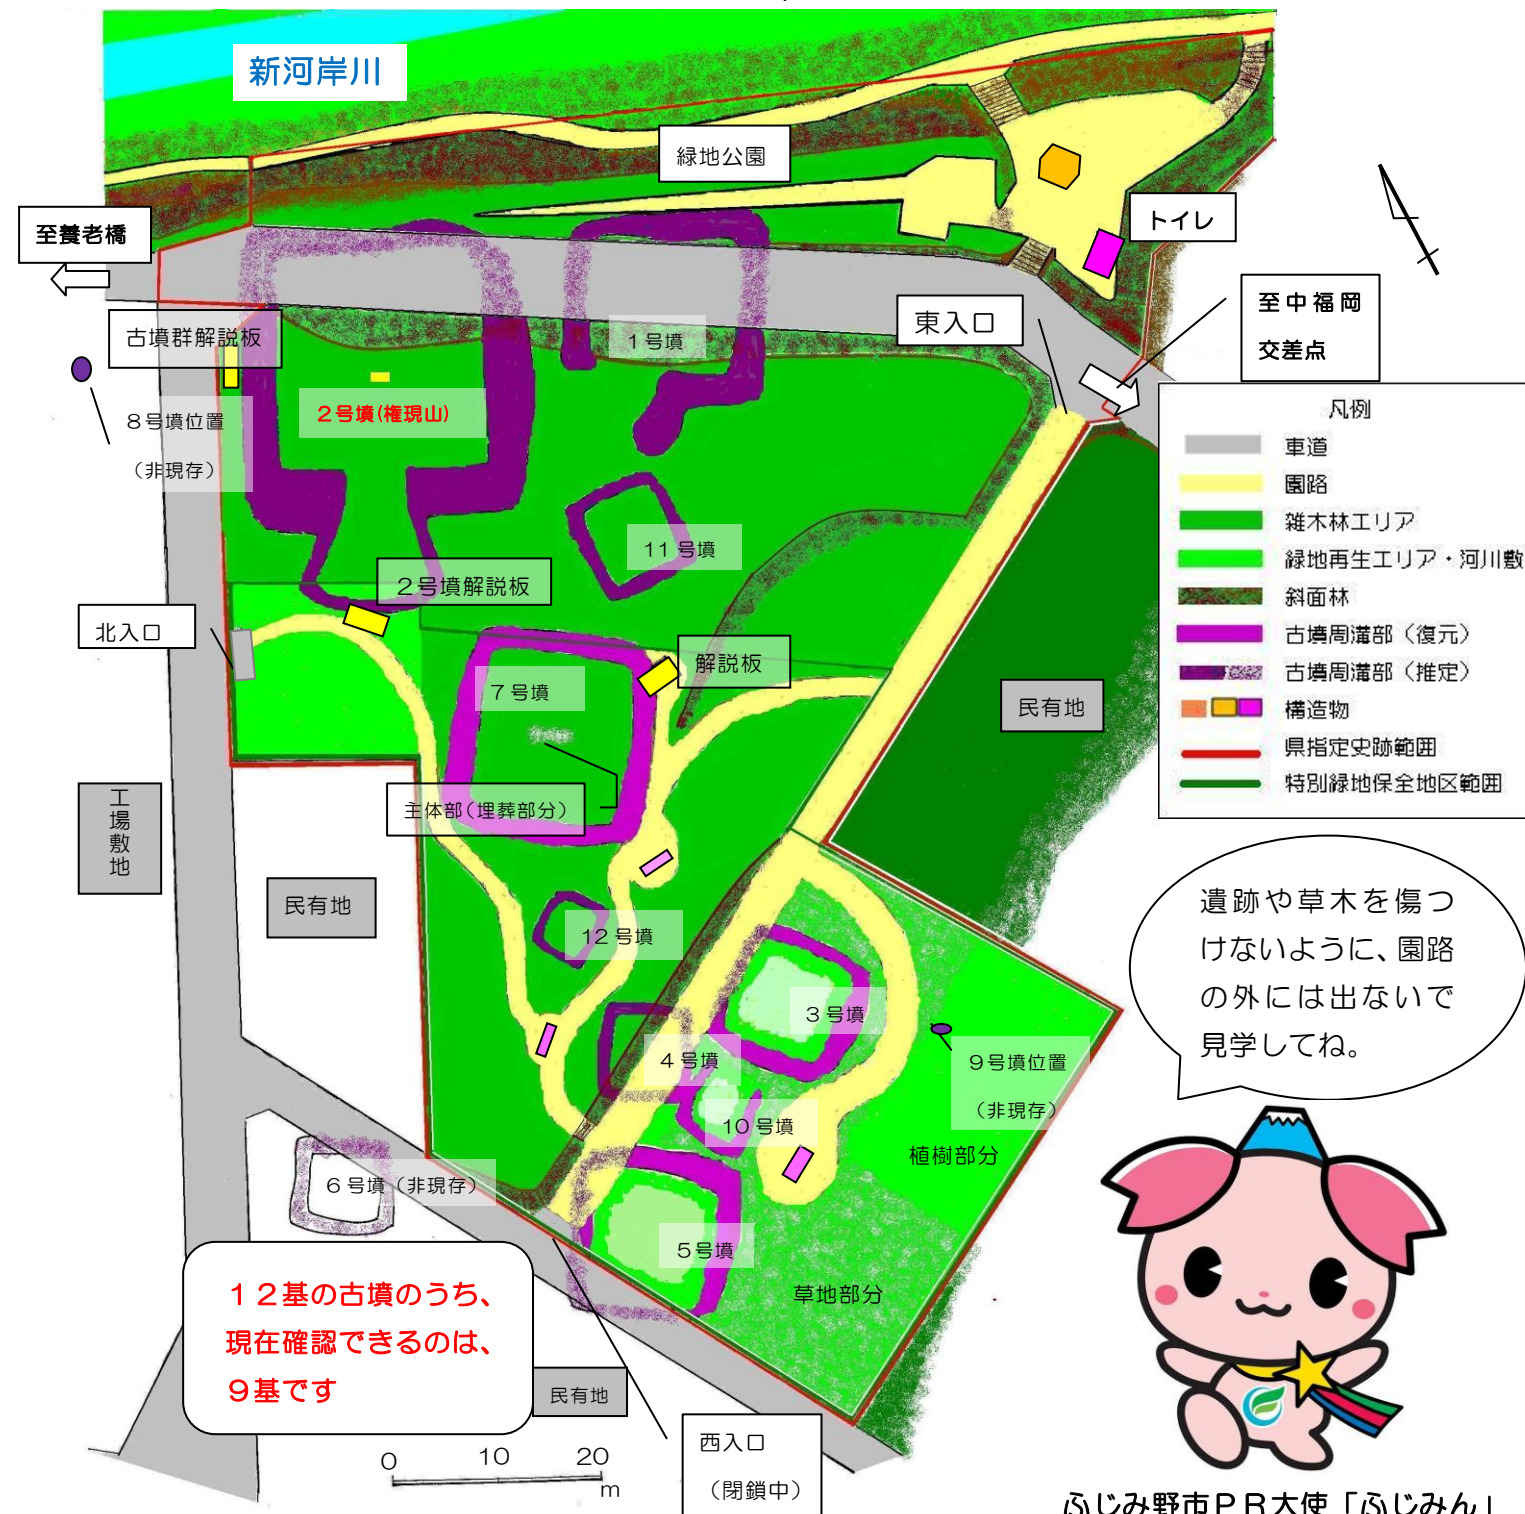 新河岸川
緑地公園
トイレ
至養老橋
至中福岡
交差点
東入口
古墳群解説板
1号墳
8号墳位置
(非現存)
2号墳(権現山)
11号墳
2号墳解説板
北入口
解説板
7号墳
民有地
主体部(埋葬部分)
工場敷地
民有地
12号墳
3号墳
4号墳
9号墳位置
(非現存)
10号墳
植樹部分
6号墳(非現存)
5号墳
草地部分
12基の古墳のうち、
現在確認できるのは、
9基です
民有地
西入口
(閉鎖中)
0 10 20
m
凡例
車道
園路
雑木林エリア
緑地再生エリア・河川敷
斜面林
古墳周溝部(復元)
古墳周溝部(推定)
構造物
県指定史跡範囲
特別緑地保全地区範囲
遺跡や草木を傷つ
けないように、園路
の外には出ないで
見学してね。
ふじみ野市PR大使「ふじみん」